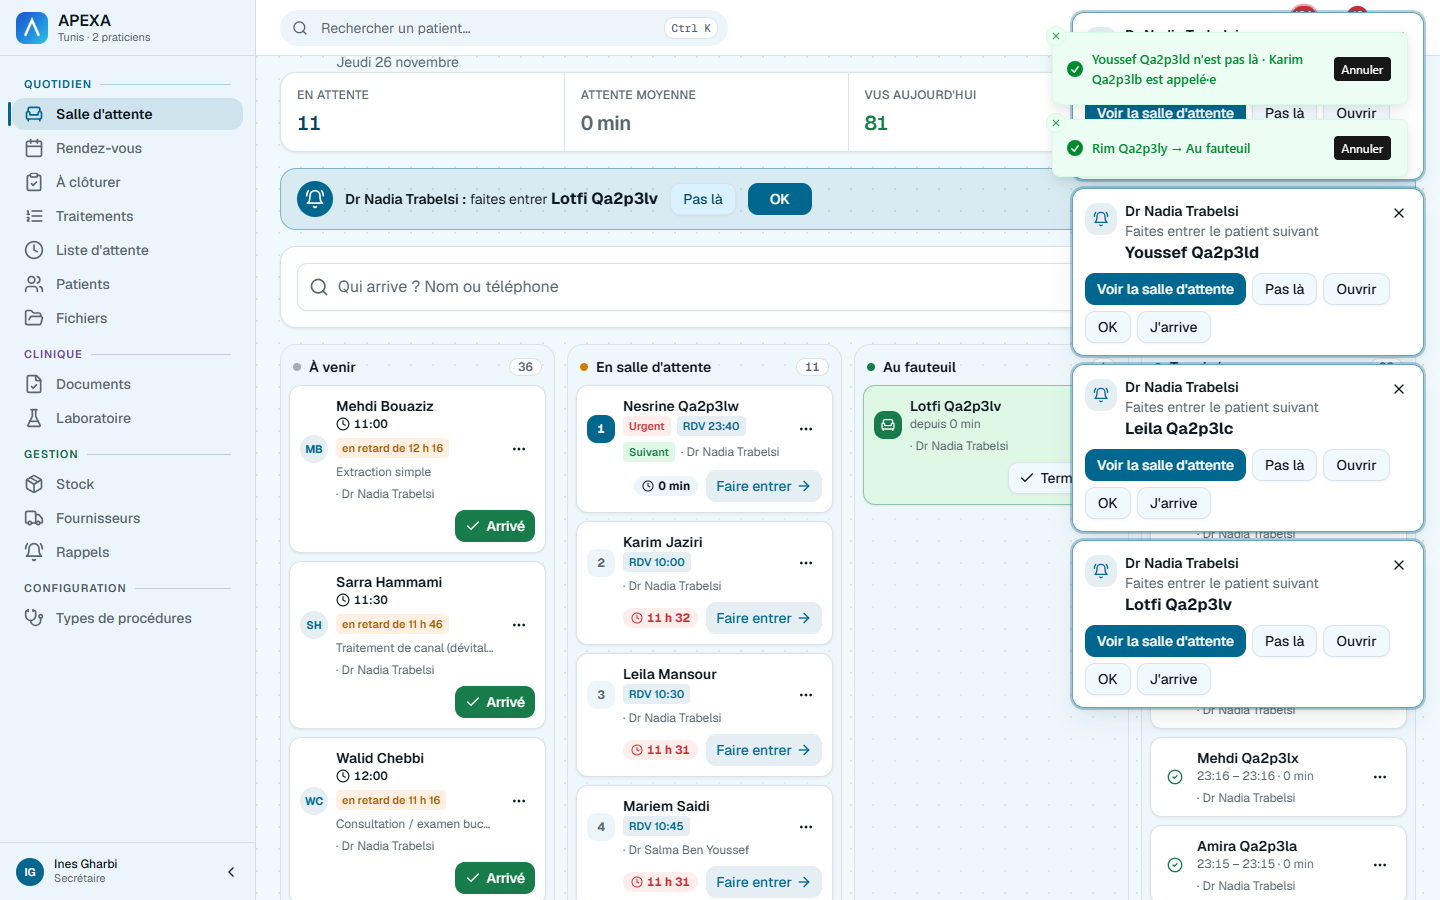 APEXA
Tunis · 2 praticiens
QUOTIDIEN
Salle d'attente
Rendez-vous
À clôturer
Traitements
Liste d'attente
Patients
Fichiers
CLINIQUE
Documents
Laboratoire
GESTION
Stock
Fournisseurs
Rappels
CONFIGURATION
Types de procédures
IG
Ines Gharbi
Secrétaire
Rechercher un patient…
Ctrl K
Jeudi 26 novembre
EN ATTENTE
11
ATTENTE MOYENNE
0 min
VUS AUJOURD'HUI
81
Dr Nadia Trabelsi : faites entrer Lotfi Qa2p3lv
Pas là
OK
Qui arrive ? Nom ou téléphone
À venir
36
Mehdi Bouaziz
11:00
MB
en retard de 12 h 16
Extraction simple
· Dr Nadia Trabelsi
Arrivé
Sarra Hammami
11:30
SH
en retard de 11 h 46
Traitement de canal (dévital…
· Dr Nadia Trabelsi
Arrivé
Walid Chebbi
12:00
WC
en retard de 11 h 16
Consultation / examen buc…
· Dr Nadia Trabelsi
Arrivé
En salle d'attente
11
1
Nesrine Qa2p3lw
Urgent
RDV 23:40
Suivant
· Dr Nadia Trabelsi
0 min
Faire entrer
2
Karim Jaziri
RDV 10:00
· Dr Nadia Trabelsi
11 h 32
Faire entrer
3
Leila Mansour
RDV 10:30
· Dr Nadia Trabelsi
11 h 31
Faire entrer
4
Mariem Saidi
RDV 10:45
· Dr Salma Ben Youssef
11 h 31
Faire entrer
Au fauteuil
Lotfi Qa2p3lv
depuis 0 min
· Dr Nadia Trabelsi
Term
Youssef Qa2p3ld n'est pas là · Karim
Qa2p3lb est appelé·e
Annuler
Voir la salle d'attente
Pas là
Ouvrir
Rim Qa2p3ly → Au fauteuil
Annuler
Dr Nadia Trabelsi
Faites entrer le patient suivant
Youssef Qa2p3ld
Voir la salle d'attente
Pas là
Ouvrir
OK
J'arrive
Dr Nadia Trabelsi
Faites entrer le patient suivant
Leila Qa2p3lc
Voir la salle d'attente
Pas là
Ouvrir
OK
J'arrive
· Dr Nadia Trabelsi
Dr Nadia Trabelsi
Faites entrer le patient suivant
Lotfi Qa2p3lv
Voir la salle d'attente
Pas là
Ouvrir
OK
J'arrive
· Dr Nadia Trabelsi
Mehdi Qa2p3lx
23:16 – 23:16 · 0 min
· Dr Nadia Trabelsi
Amira Qa2p3la
23:15 – 23:15 · 0 min
· Dr Nadia Trabelsi